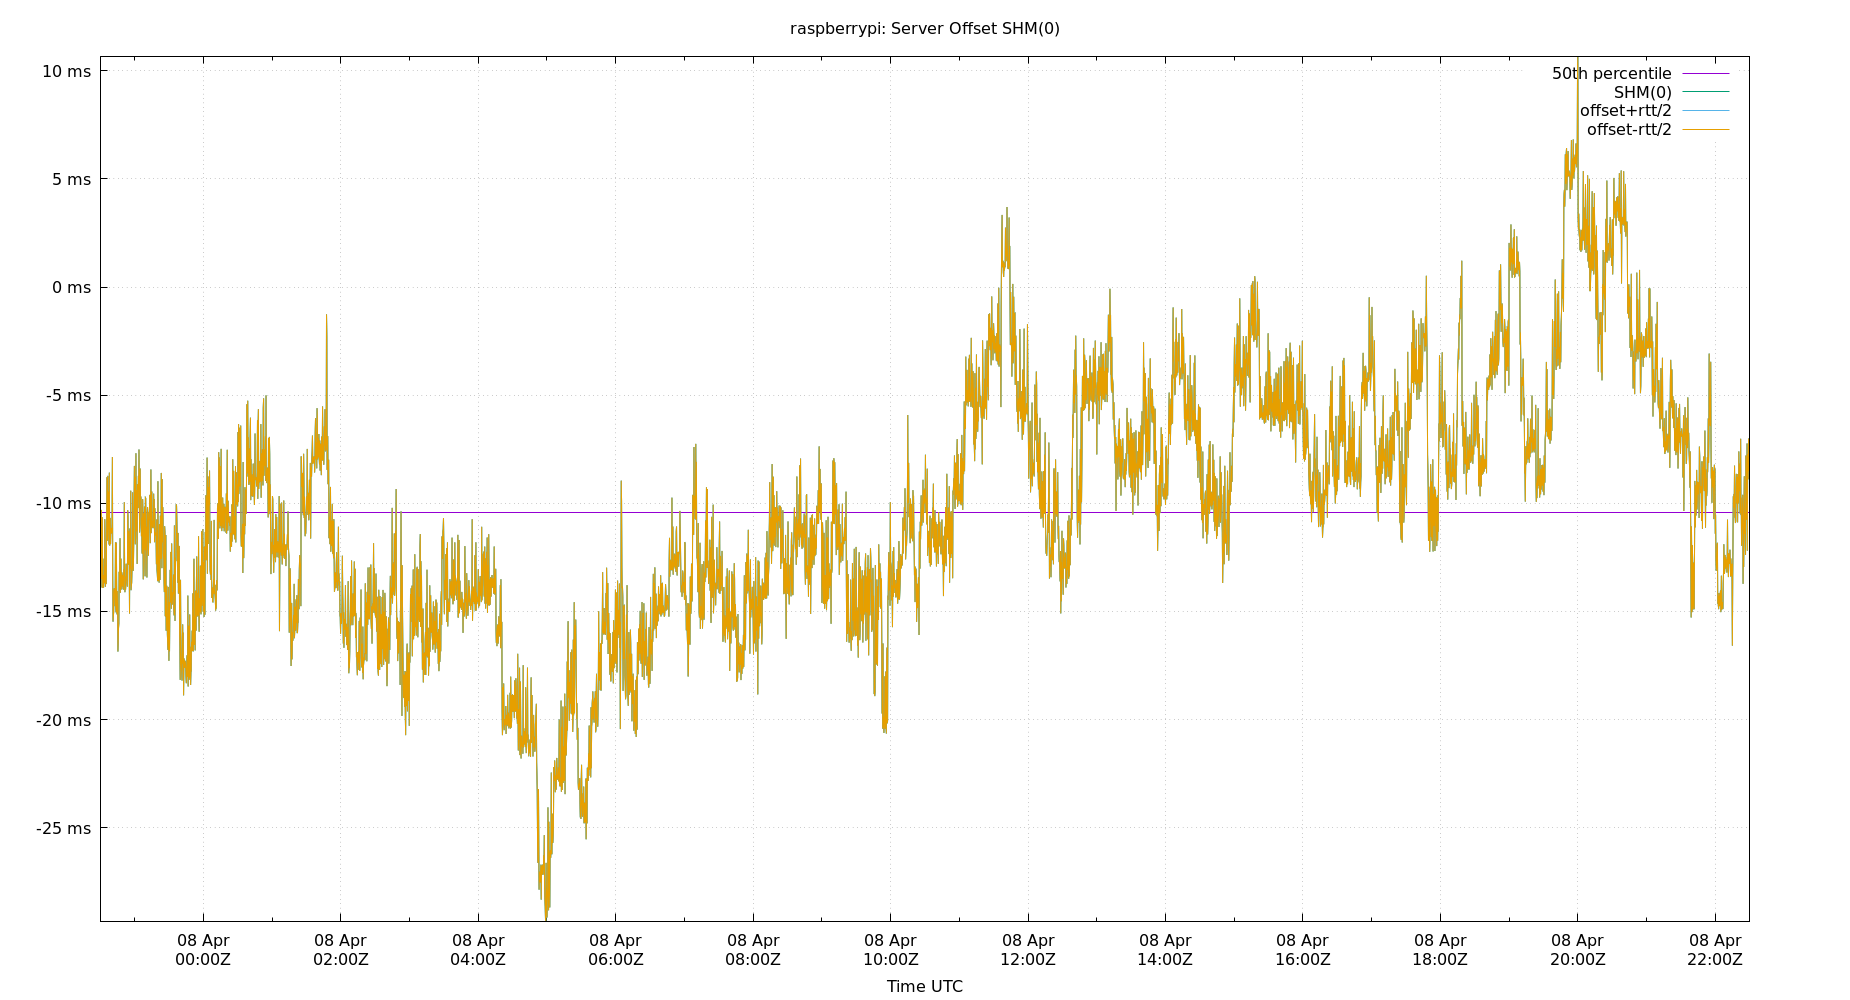 raspberrypi: Server Offset SHM(0)
10 ms
5 ms
0 ms
-5 ms
-10 ms
-15 ms
-20 ms
-25 ms
50th percentile
SHM(0)
offset+rtt/2
offset-rtt/2
08 Apr 08 Apr 08 Apr 08 Apr 08 Apr 08 Apr 08 Apr 08 Apr 08 Apr 08 Apr 08 Apr 08 Apr
00:00Z 02:00Z 04:00Z 06:00Z 08:00Z 10:00Z 12:00Z 14:00Z 16:00Z 18:00Z 20:00Z 22:00Z
Time UTC